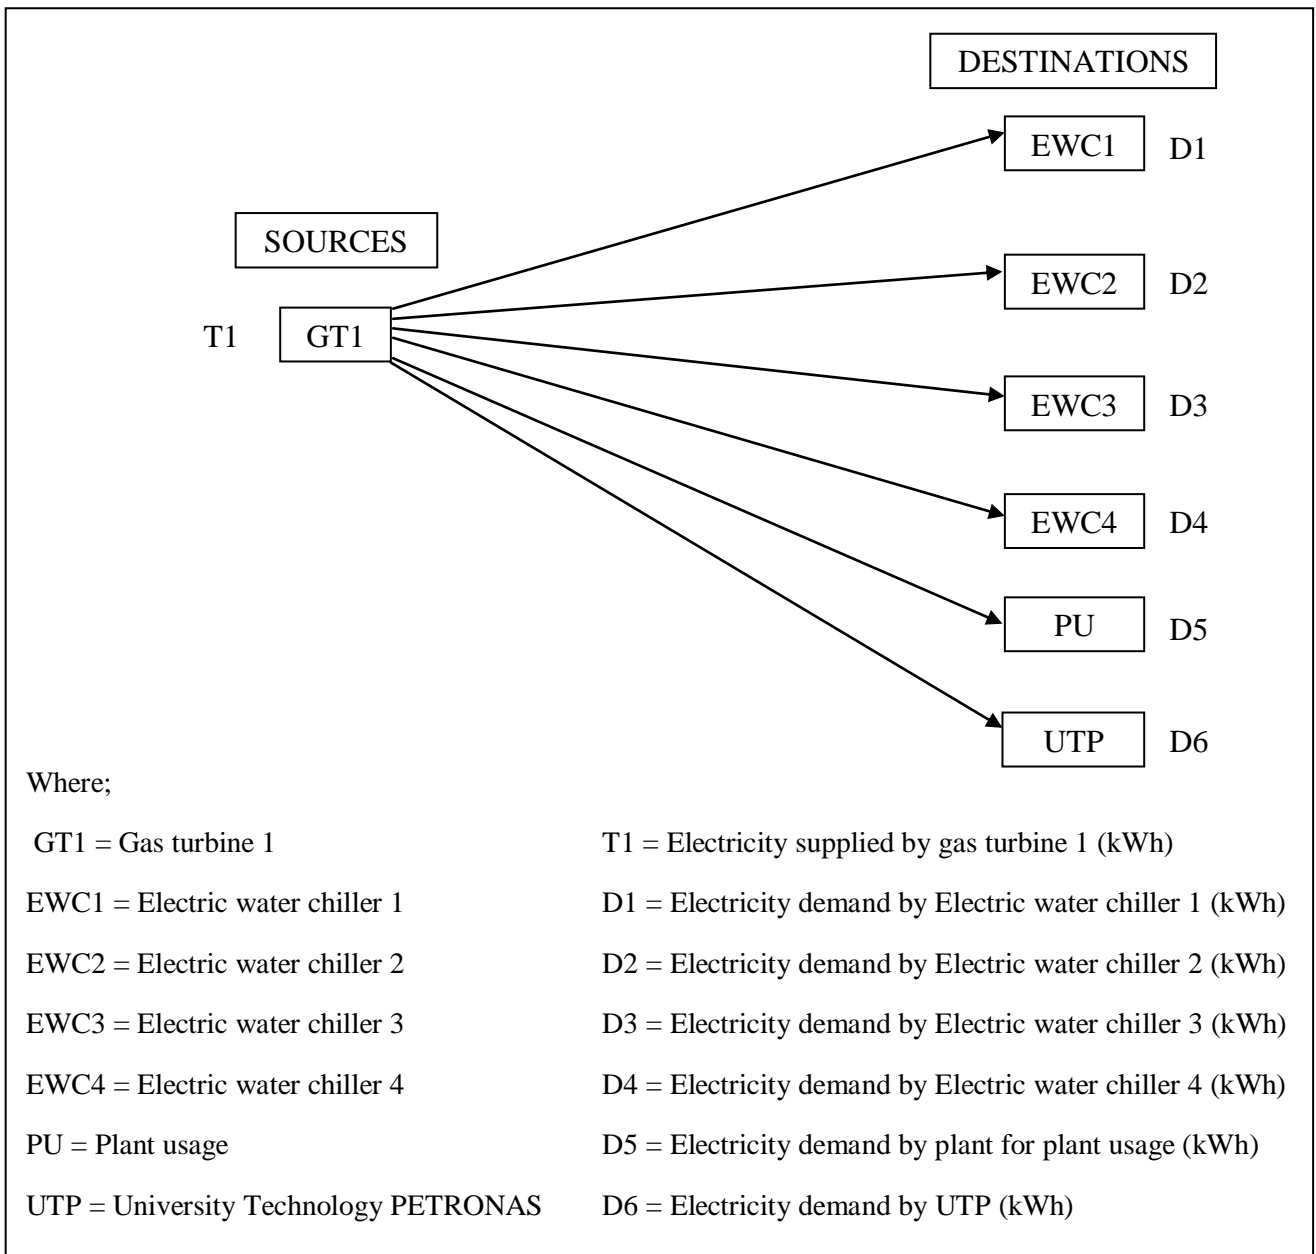 DESTINATIONS
EWC1 D1
SOURCES
EWC2 D2
T1 GT1
EWC3 D3
EWC4 D4
PU D5
UTP D6
Where;
GT1 = Gas turbine 1 T1 = Electricity supplied by gas turbine 1 (kWh)
EWC1 = Electric water chiller 1 D1 = Electricity demand by Electric water chiller 1 (kWh)
EWC2 = Electric water chiller 2 D2 = Electricity demand by Electric water chiller 2 (kWh)
EWC3 = Electric water chiller 3 D3 = Electricity demand by Electric water chiller 3 (kWh)
EWC4 = Electric water chiller 4 D4 = Electricity demand by Electric water chiller 4 (kWh)
PU = Plant usage D5 = Electricity demand by plant for plant usage (kWh)
UTP = University Technology PETRONAS D6 = Electricity demand by UTP (kWh)